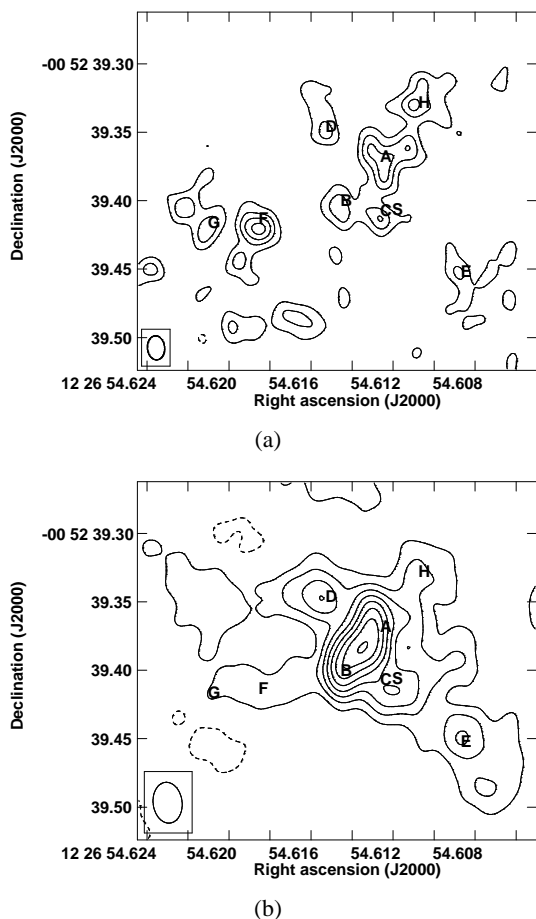 -00 52 39.30
39.35
39.40
39.45
39.50
Declination (J2000)
H
D
A
B
CS
G
F
E
12 26 54.624 54.620 54.616 54.612 54.608
Right ascension (J2000)
(a)
-00 52 39.30
39.35
39.40
39.45
39.50
Declination (J2000)
H
D
A
B
CS
G
F
E
12 26 54.624 54.620 54.616 54.612 54.608
Right ascension (J2000)
(b)